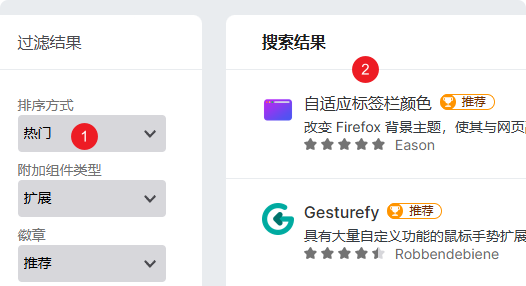 过滤结果
排序方式
热门
1
附加组件类型
扩展
徽章
推荐
搜索结果
2
自适应标签栏颜色 推荐
改变 Firefox 背景主题，使其与网页
Eason
Gesturefy 推荐
具有大量自定义功能的鼠标手势扩展
Robbendebiene